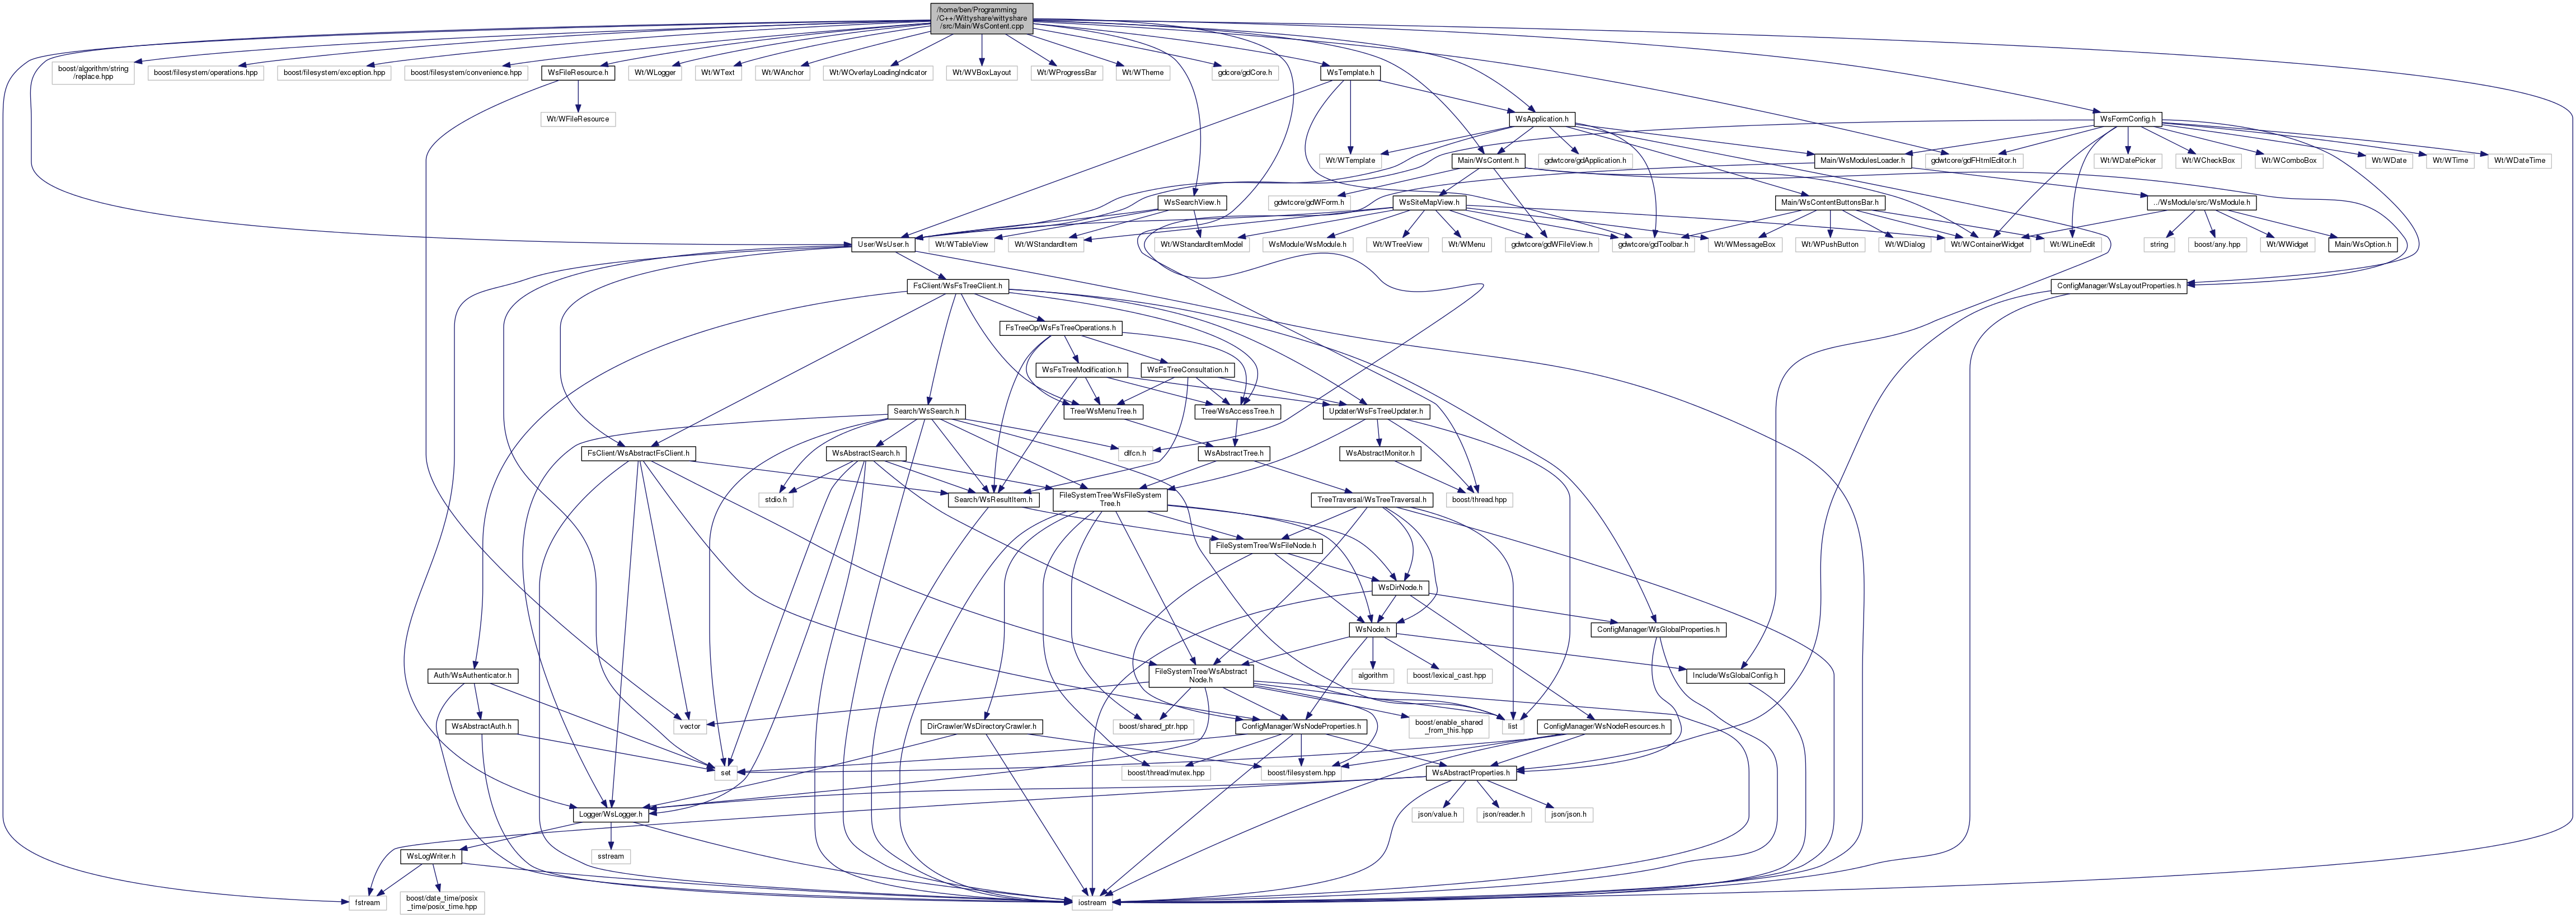 /home/ben/Programming
/C++/Wittyshare/wittyshare
/src/Main/WsContent.cpp
boost/algorithm/string
/replace.hpp
boost/filesystem/operations.hpp
boost/filesystem/exception.hpp
boost/filesystem/convenience.hpp
WsFileResource.h
Wt/WLogger
Wt/WText
Wt/WAnchor
Wt/WOverlayLoadingIndicator
Wt/WVBoxLayout
Wt/WProgressBar
Wt/WTheme
gdcore/gdCore.h
WsTemplate.h
Wt/WFileResource
WsApplication.h
WsFormConfig.h
Wt/WTemplate
Main/WsContent.h
gdwtcore/gdApplication.h
Main/WsModulesLoader.h
gdwtcore/gdFHtmlEditor.h
Wt/WDatePicker
Wt/WCheckBox
Wt/WComboBox
Wt/WDate
Wt/WTime
Wt/WDateTime
WsSearchView.h
gdwtcore/gdWForm.h
WsSiteMapView.h
Main/WsContentButtonsBar.h
../WsModule/src/WsModule.h
User/WsUser.h
Wt/WTableView
Wt/WStandardItem
Wt/WStandardItemModel
WsModule/WsModule.h
Wt/WTreeView
Wt/WMenu
gdwtcore/gdWFileView.h
gdwtcore/gdToolbar.h
Wt/WMessageBox
Wt/WPushButton
Wt/WDialog
Wt/WContainerWidget
Wt/WLineEdit
string
boost/any.hpp
Wt/WWidget
Main/WsOption.h
FsClient/WsFsTreeClient.h
ConfigManager/WsLayoutProperties.h
FsTreeOp/WsFsTreeOperations.h
WsFsTreeModification.h
WsFsTreeConsultation.h
Search/WsSearch.h
Tree/WsMenuTree.h
Tree/WsAccessTree.h
Updater/WsFsTreeUpdater.h
FsClient/WsAbstractFsClient.h
WsAbstractSearch.h
dlfcn.h
WsAbstractTree.h
WsAbstractMonitor.h
stdio.h
Search/WsResultItem.h
FileSystemTree/WsFileSystem
Tree.h
TreeTraversal/WsTreeTraversal.h
boost/thread.hpp
FileSystemTree/WsFileNode.h
WsDirNode.h
WsNode.h
ConfigManager/WsGlobalProperties.h
Auth/WsAuthenticator.h
FileSystemTree/WsAbstract
Node.h
algorithm
boost/lexical_cast.hpp
Include/WsGlobalConfig.h
WsAbstractAuth.h
vector
DirCrawler/WsDirectoryCrawler.h
boost/shared_ptr.hpp
ConfigManager/WsNodeProperties.h
boost/enable_shared
_from_this.hpp
list
ConfigManager/WsNodeResources.h
set
boost/thread/mutex.hpp
boost/filesystem.hpp
WsAbstractProperties.h
Logger/WsLogger.h
json/value.h
json/reader.h
json/json.h
WsLogWriter.h
sstream
fstream
boost/date_time/posix
_time/posix_time.hpp
iostream